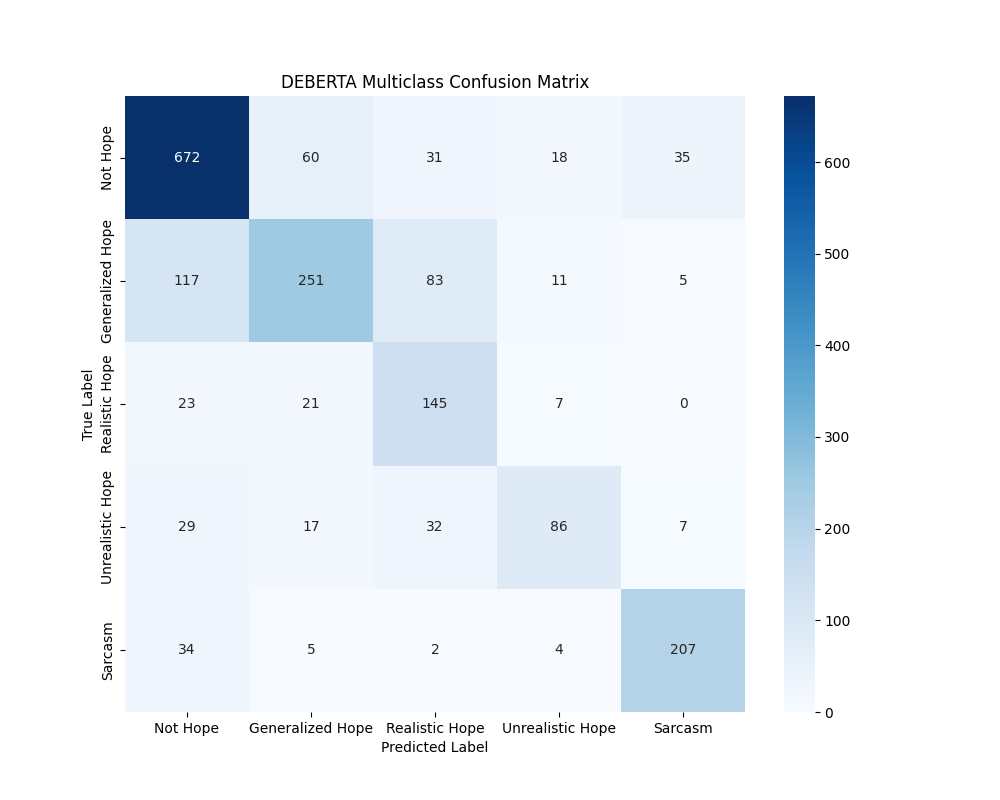 DEBERTA Multiclass Confusion Matrix
True Label
Not Hope
672 60 31 18 35
Generalized Hope
117 251 83 11 5
Realistic Hope
23 21 145 7 0
Unrealistic Hope
29 17 32 86 7
Sarcasm
34 5 2 4 207
Not Hope Generalized Hope Realistic Hope Unrealistic Hope Sarcasm
Predicted Label
600
500
400
300
200
100
0